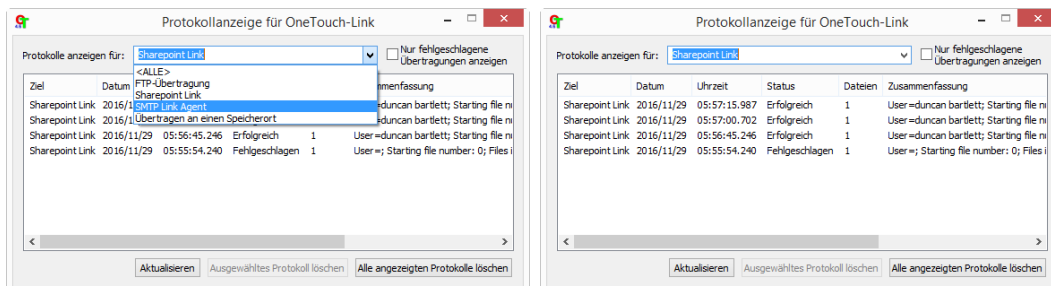 Protokollanzeige für OneTouch-Link
Protokolle anzeigen für: Sharepoint Link
Nur fehlgeschlagene
Übertragungen anzeigen
<ALLE>
FTP-Übertragung
Sharepoint Link
SMTP Link Agent
Übertragen an einen Speicherort
Ziel Datum mmenfassung
Sharepoint Link 2016/1 =duncan bartlett; Starting file
Sharepoint Link 2016/1 =duncan bartlett; Starting file
Sharepoint Link 2016/11/29 05:56:45.246 Erfolgreich 1 User=duncan bartlett; Starting file
Sharepoint Link 2016/11/29 05:55:54.240 Fehlgeschlagen 1 User=; Starting file number: 0; Files i
Aktualisieren Ausgewähltes Protokoll löschen Alle angezeigten Protokolle löschen
Protokollanzeige für OneTouch-Link
Protokolle anzeigen für: Sharepoint Link
Nur fehlgeschlagene
Übertragungen anzeigen
Ziel Datum Uhrzeit Status Dateien Zusammenfassung
Sharepoint Link 2016/11/29 05:57:15.987 Erfolgreich 1 User=duncan bartlett; Starting file
Sharepoint Link 2016/11/29 05:57:00.702 Erfolgreich 1 User=duncan bartlett; Starting file
Sharepoint Link 2016/11/29 05:56:45.246 Erfolgreich 1 User=duncan bartlett; Starting file
Sharepoint Link 2016/11/29 05:55:54.240 Fehlgeschlagen 1 User=; Starting file number: 0; Files i
Aktualisieren Ausgewähltes Protokoll löschen Alle angezeigten Protokolle löschen